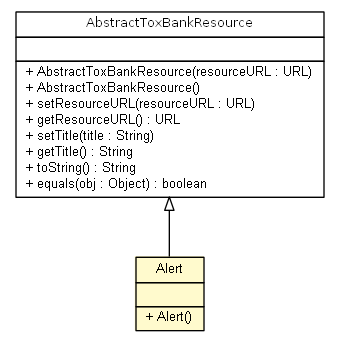 AbstractToxBankResource
+ AbstractToxBankResource(resourceURL : URL)
+ AbstractToxBankResource()
+ setResourceURL(resourceURL : URL)
+ getResourceURL() : URL
+ setTitle(title : String)
+ getTitle() : String
+ toString() : String
+ equals(obj : Object) : boolean
Alert
+ Alert()